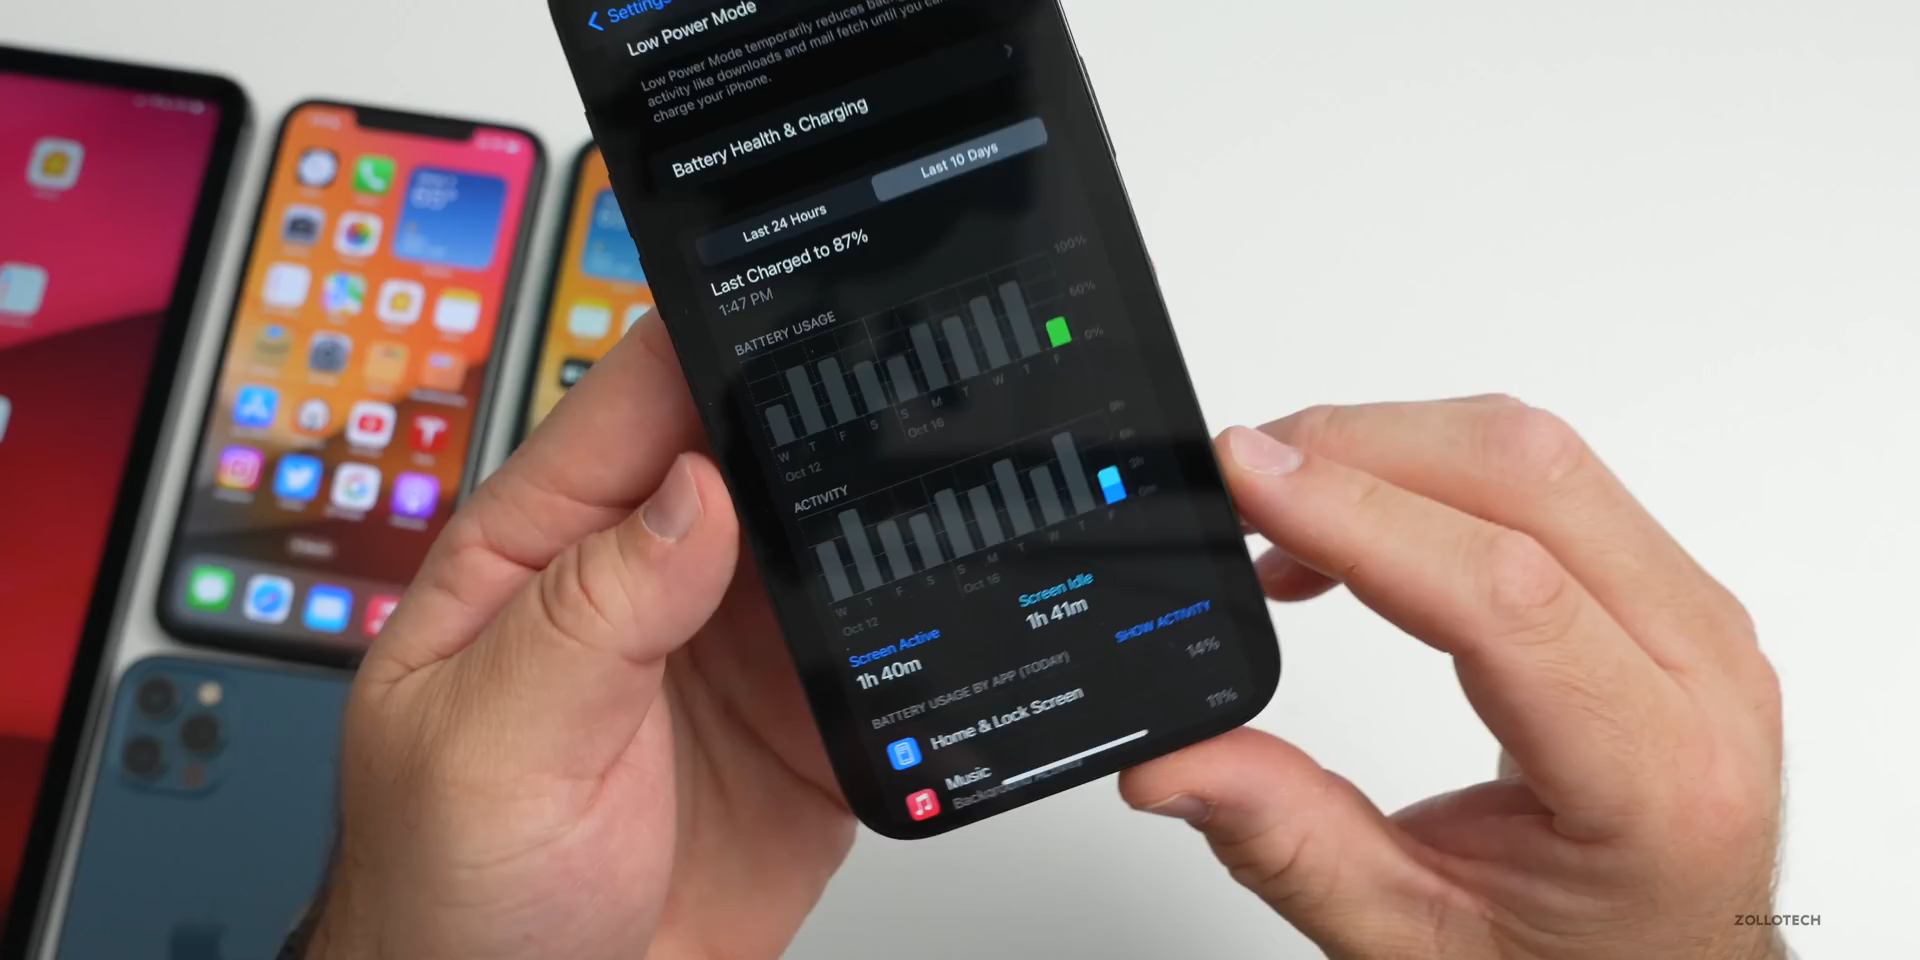 Settings
Low Power Mode
Low Power Mode temporarily reduces
activity like downloads and mail fetch until you can
charge your iPhone.
Battery Health & Charging
Last 24 Hours
Last 10 Days
Last Charged to 87%
1:47 PM
BATTERY USAGE
100%
60%
0%
W T F S S M T W T F
Oct 12
Oct 16
ACTIVITY
W T F S S M T W T F
Oct 12
Oct 16
Screen Active
1h 40m
Screen Idle
1h 41m
BATTERY USAGE BY APP (TODAY)
SHOW ACTIVITY
Home & Lock Screen
14%
Music
11%
ZOLLOTECH